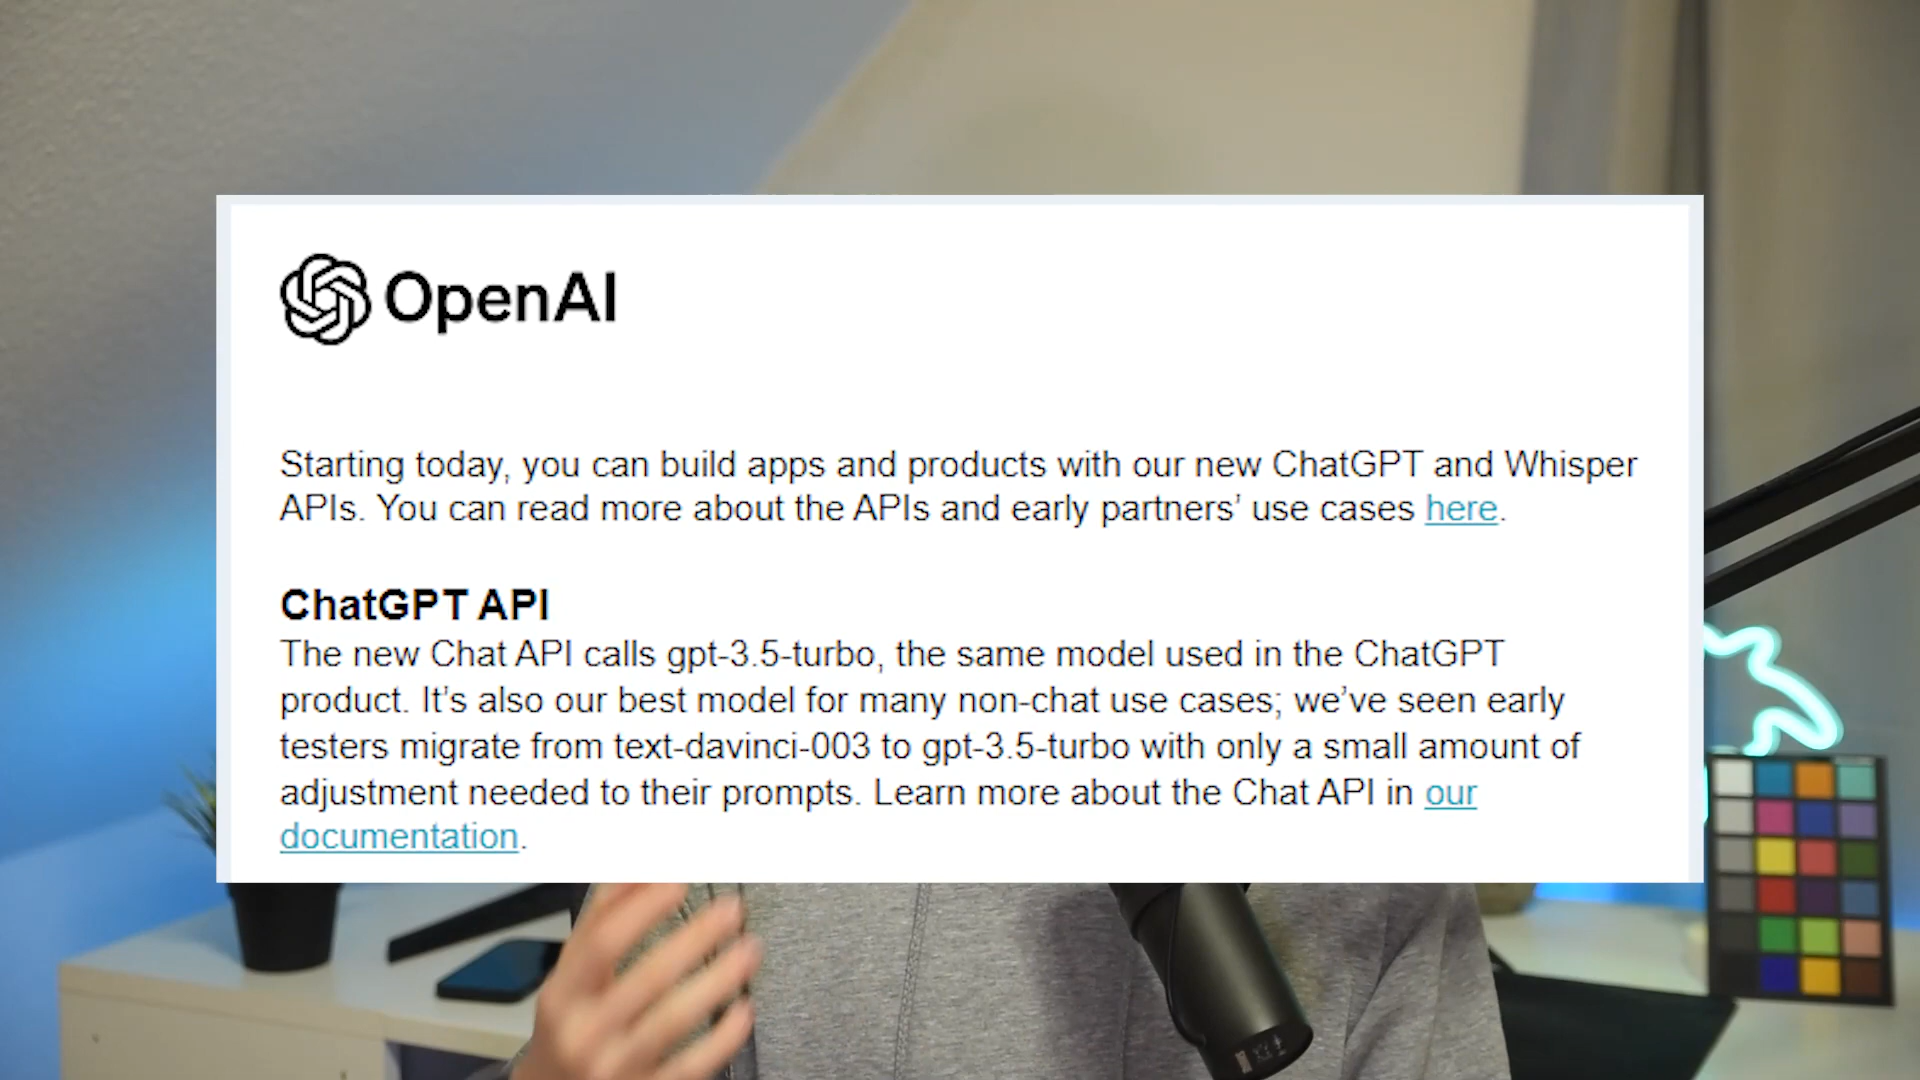 OpenAI
Starting today, you can build apps and products with our new ChatGPT and Whisper
APIs. You can read more about the APIs and early partners’ use cases here.
ChatGPT API
The new Chat API calls gpt-3.5-turbo, the same model used in the ChatGPT
product. It’s also our best model for many non-chat use cases; we’ve seen early
testers migrate from text-davinci-003 to gpt-3.5-turbo with only a small amount of
adjustment needed to their prompts. Learn more about the Chat API in our
documentation.